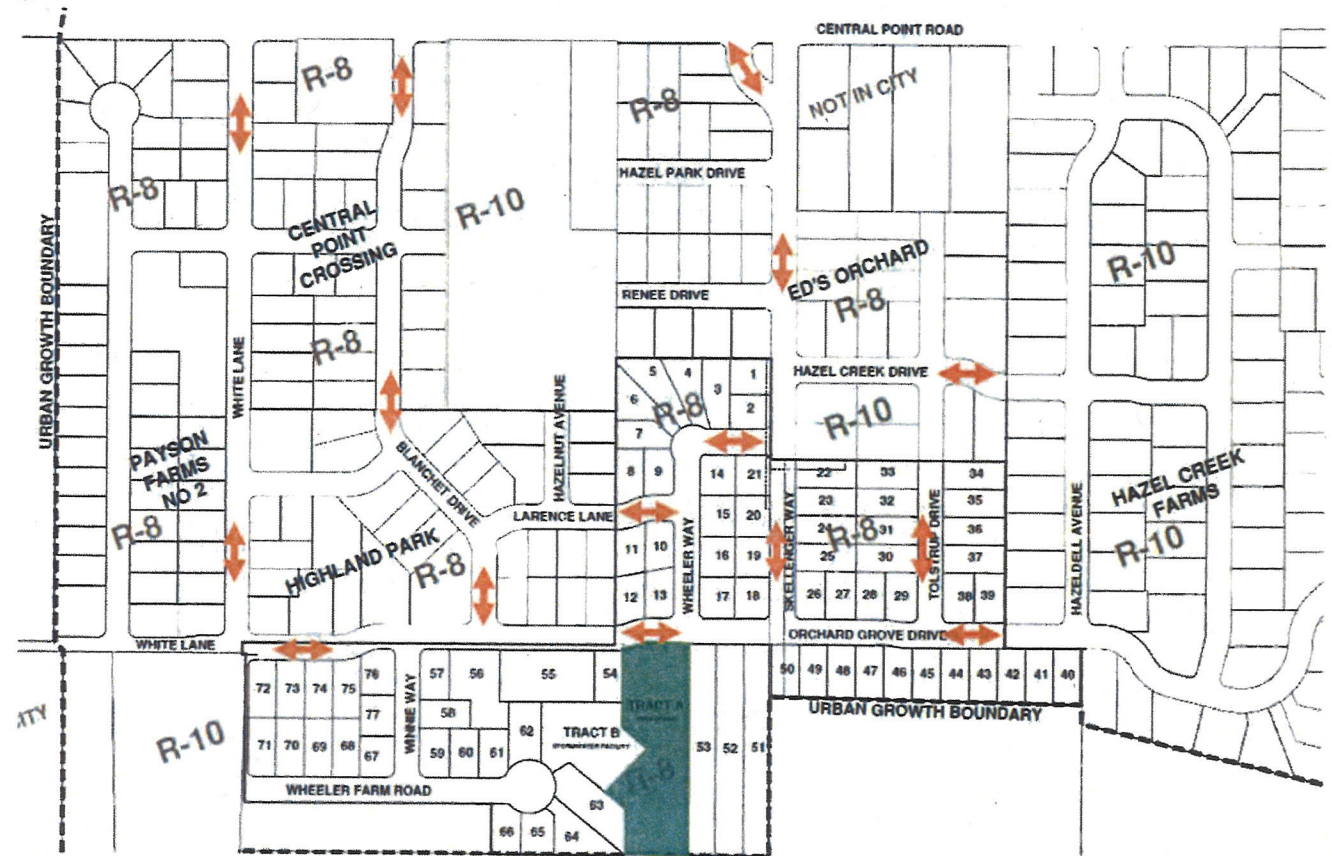 CENTRAL POINT ROAD
R-8
R-8
NOT IN CITY
HAZEL PARK DRIVE
R-8
CENTRAL
POINT
CROSSING
R-10
URBAN GROWTH BOUNDARY
ED'S ORCHARD
R-8
R-10
RENEE DRIVE
WHITE LANE
R-8
HAZEL CREEK DRIVE
R-10
5
4
3
1
2
6
R-8
7
8
9
14
21
HAZELNUT AVENUE
BLANCHET DRIVE
PAYSON
FARMS
NO 2
R-8
LARENCE LANE
HIGHLAND PARK
R-8
15
20
11
10
16
19
12
13
17
18
WHEELER WAY
SKELLENGER WAY
22
33
34
23
32
35
24
31
36
R-8
25
30
37
26
27
28
29
38
39
TOLSTRUP DRIVE
HAZELDELL AVENUE
HAZEL CREEK
FARMS
R-10
ORCHARD GROVE DRIVE
WHITE LANE
50
49
48
47
46
45
44
43
42
41
40
URBAN GROWTH BOUNDARY
R-10
72
73
74
75
76
77
71
70
69
68
67
WINNIE WAY
57
56
55
54
58
59
60
61
62
TRACT B
STORMWATER FACILITY
TRACT A
53
52
51
WHEELER FARM ROAD
63
66
65
64